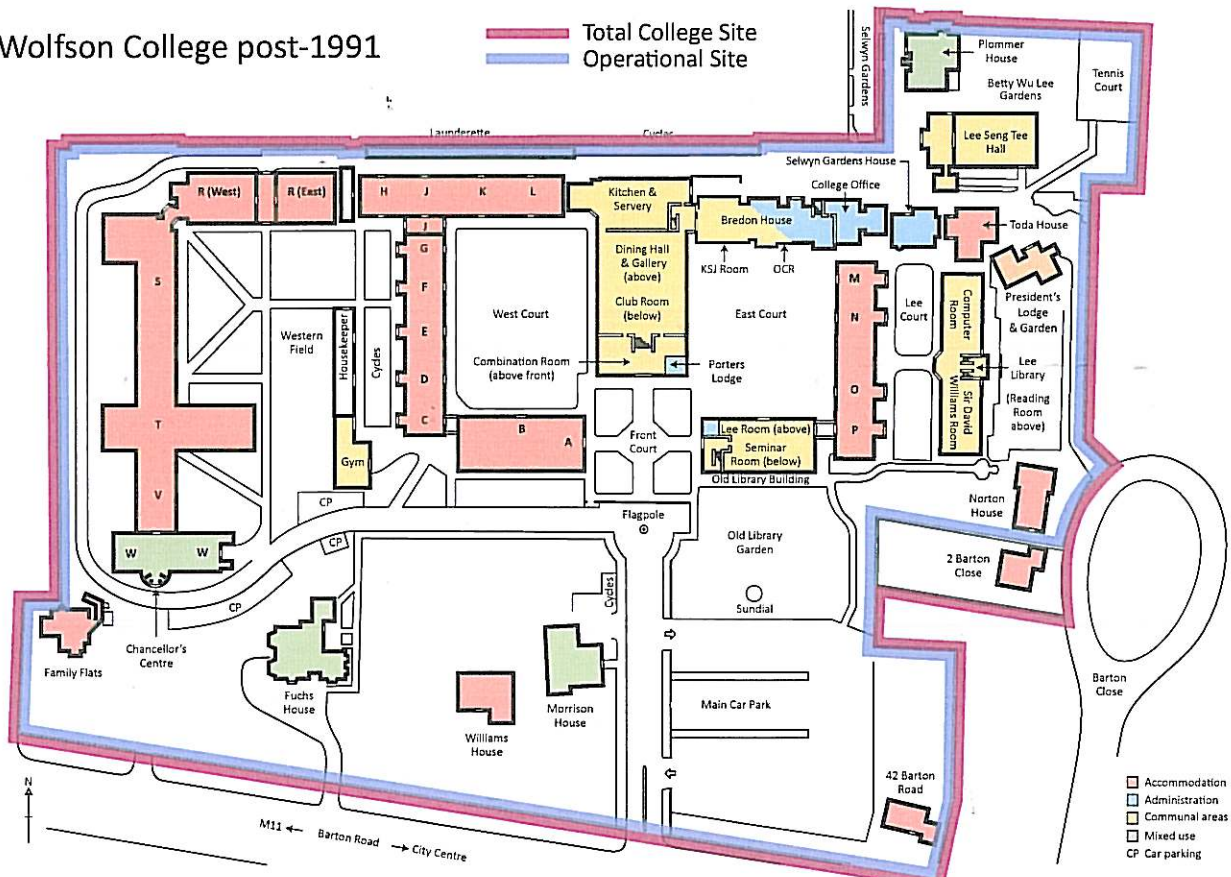 Wolfson College post-1991
Total College Site
Operational Site
Selwyn Gardens
Plommer
House
Betty Wu Lee
Gardens
Tennis
Court
Launderette
Cycles
Lee Seng Tee
Hall
Selwyn Gardens House
College Office
R (West)
R (East)
H
J
K
L
Kitchen &
Servery
Bredon House
Toda House
J
G
F
E
D
C
B
A
KSJ Room
OCR
Dining Hall
& Gallery
(above)
Club Room
(below)
S
T
V
W
W
Western
Field
Housekeeper
Cycles
West Court
East Court
M
N
O
P
Lee
Court
Computer
Room
Sir David
Williams Room
President's
Lodge
& Garden
Lee
Library
(Reading
Room
above)
Combination Room
(above front)
Porters
Lodge
Front
Court
Lee Room (above)
Seminar
Room (below)
Old Library Building
Gym
CP
CP
CP
Flagpole
Old Library
Garden
Norton
House
2 Barton
Close
Sundial
Cycles
Family Flats
Chancellor's
Centre
Fuchs
House
Williams
House
Morrison
House
Main Car Park
Barton
Close
42 Barton
Road
N
M11 ← Barton Road → City Centre
Accommodation
Administration
Communal areas
Mixed use
CP Car parking